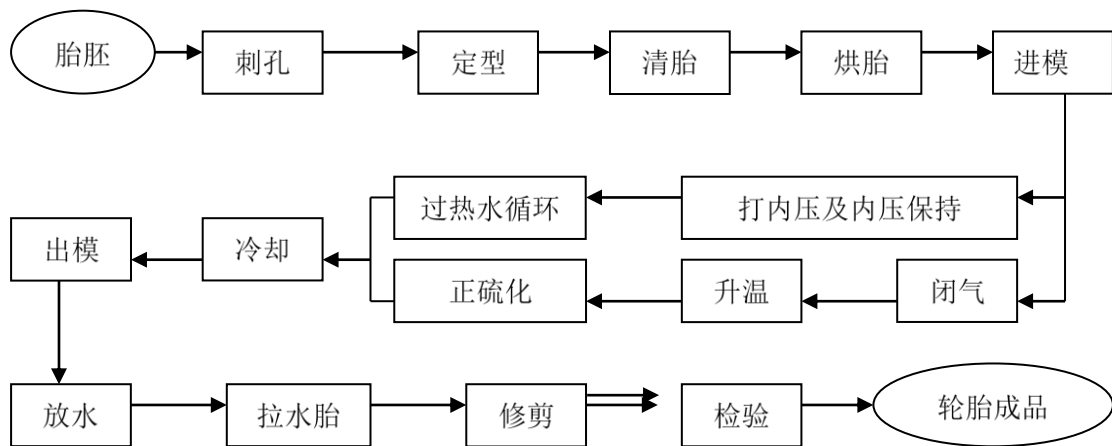 胎胚
刺孔
定型
清胎
烘胎
进模
过热水循环
打内压及内压保持
出模
冷却
正硫化
升温
闭气
放水
拉水胎
修剪
检验
轮胎成品